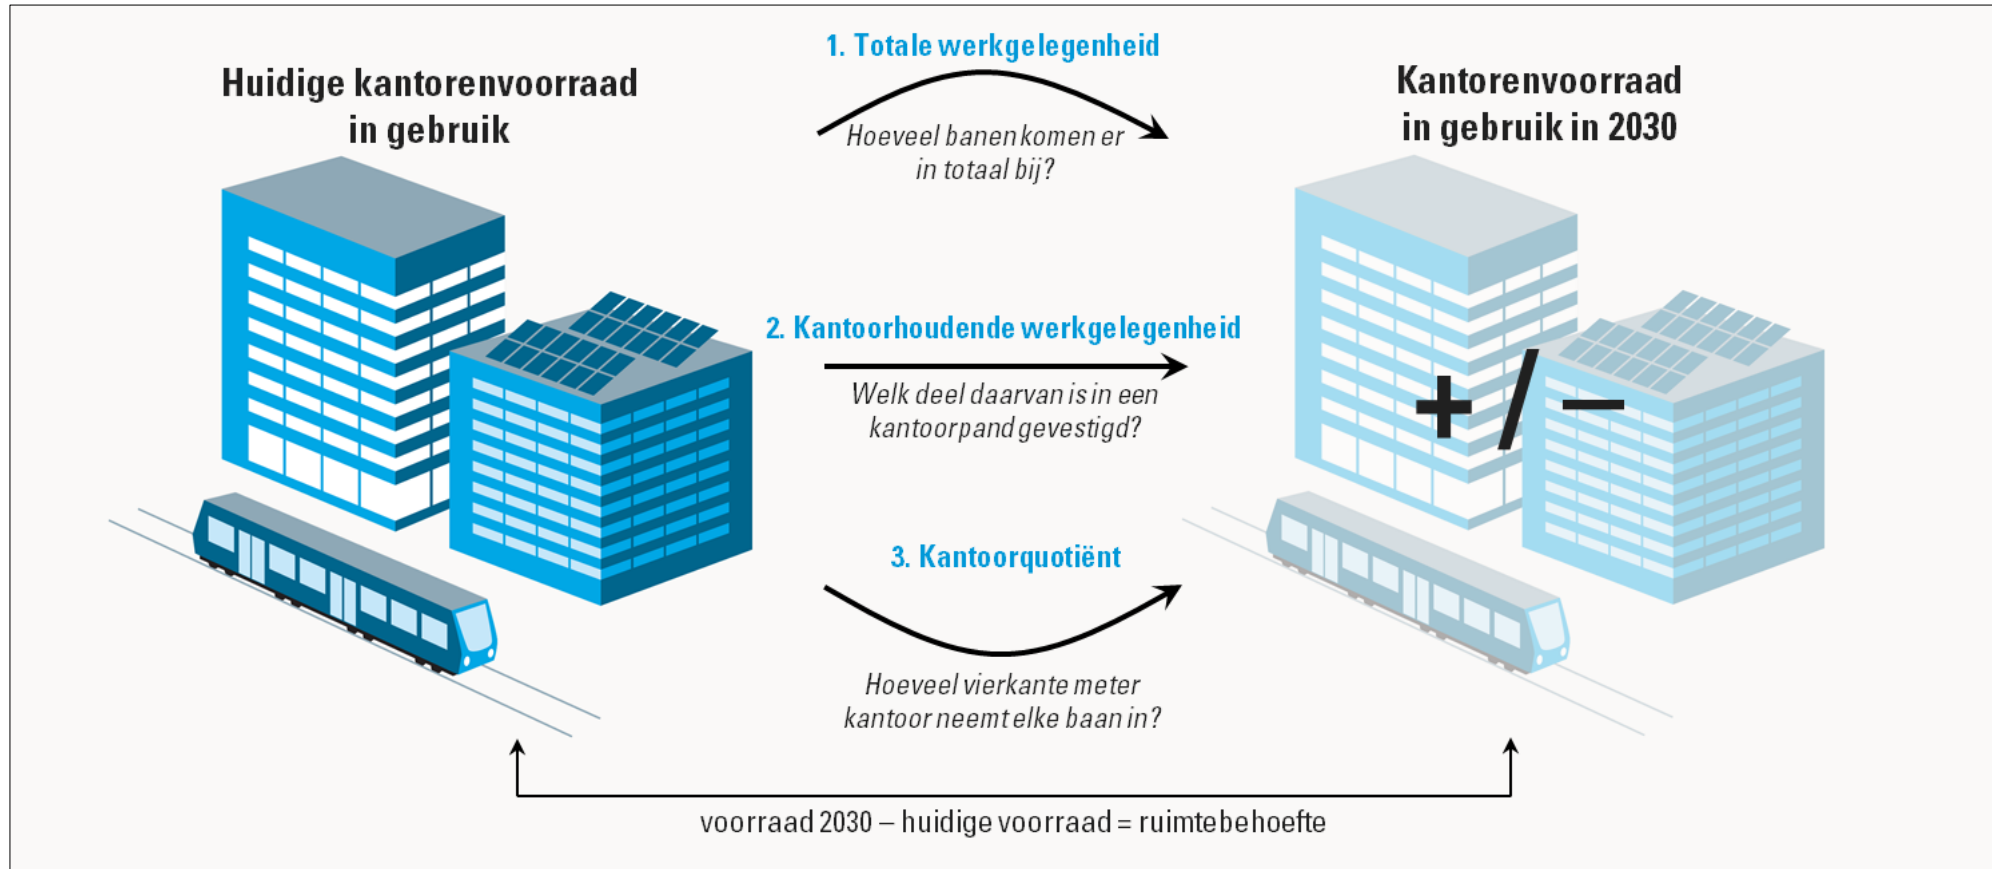 Huidige kantorenvoorraad
in gebruik
1. Totale werkgelegenheid
Hoeveel banen komen er
in totaal bij?
2. Kantoorhoudende werkgelegenheid
Welk deel daarvan is in een
kantoorpand gevestigd?
3. Kantoorquotiënt
Hoeveel vierkante meter
kantoor neemt elke baan in?
Kantorenvoorraad
in gebruik in 2030
+ / −
voorraad 2030 – huidige voorraad = ruimtebehoefte